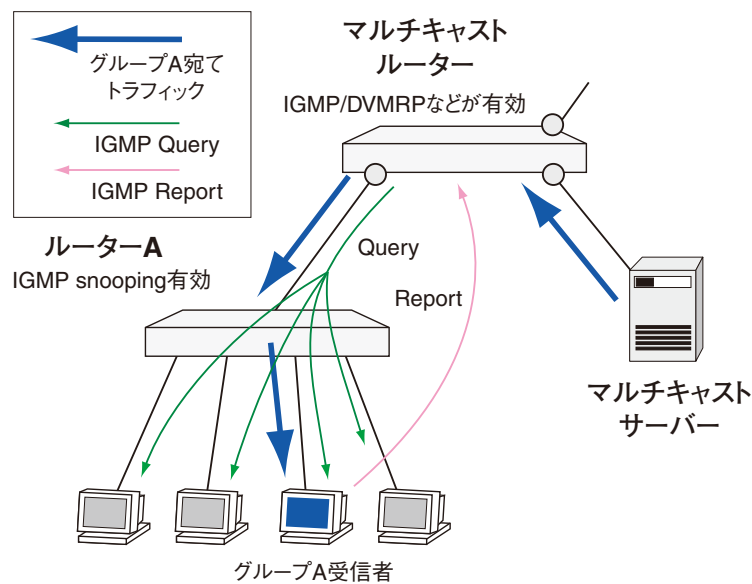 グループA宛て
トラフィック
IGMP Query
IGMP Report
マルチキャスト
ルーター
IGMP/DVMRPなどが有効
ルーターA
IGMP snooping有効
Query
Report
マルチキャスト
サーバー
グループA受信者